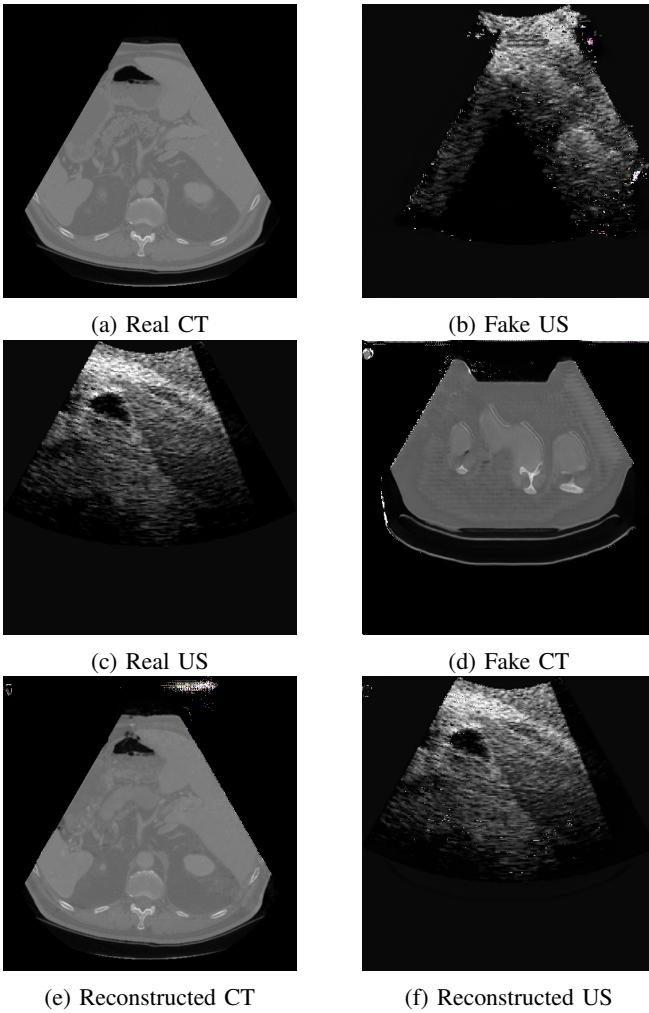 (a) Real CT
(b) Fake US
(c) Real US
(d) Fake CT
(e) Reconstructed CT
(f) Reconstructed US